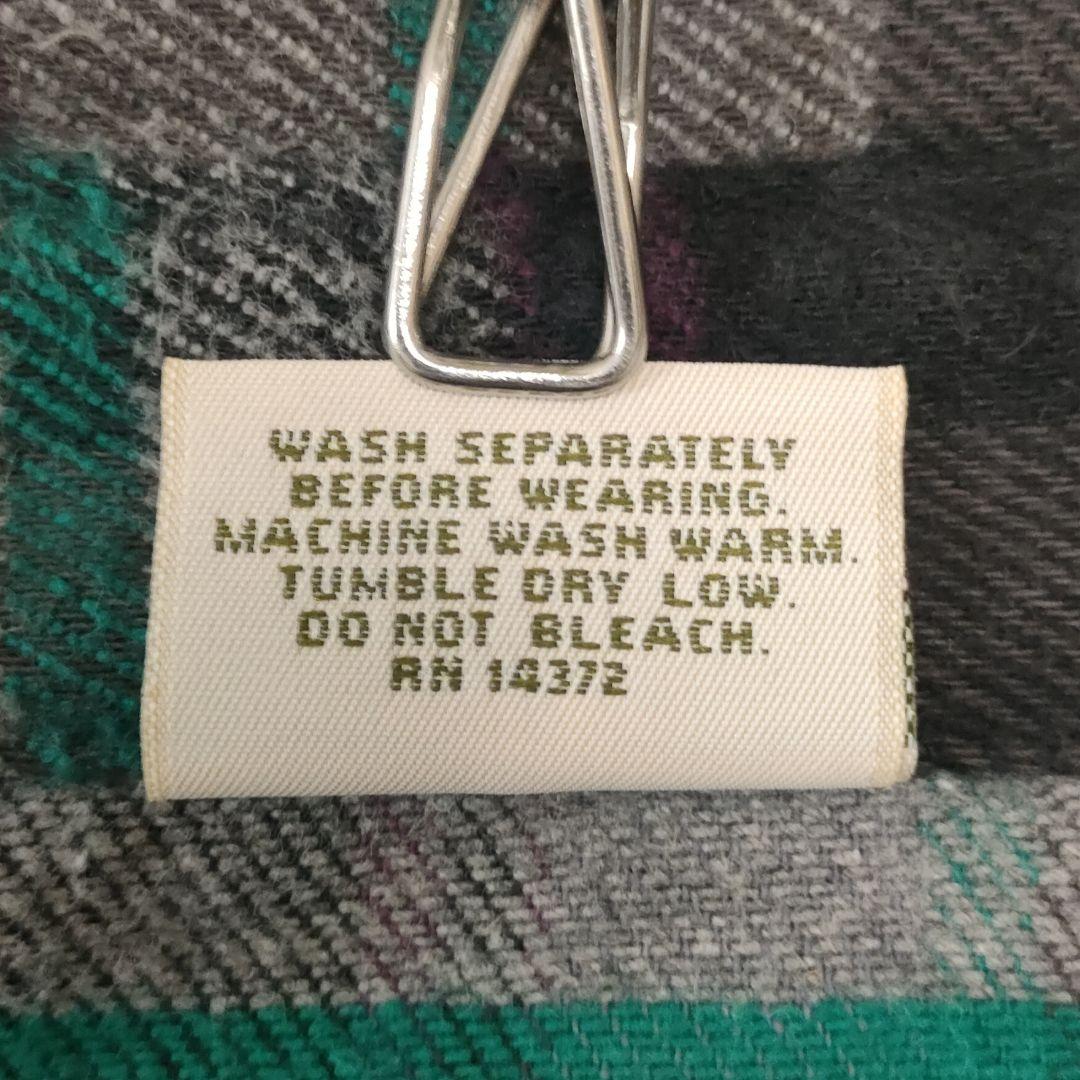 WASH SEPARATELY
BEFORE WEARING.
MACHINE WASH WARM.
TUMBLE DRY LOW.
DO NOT BLEACH.
RN 14372